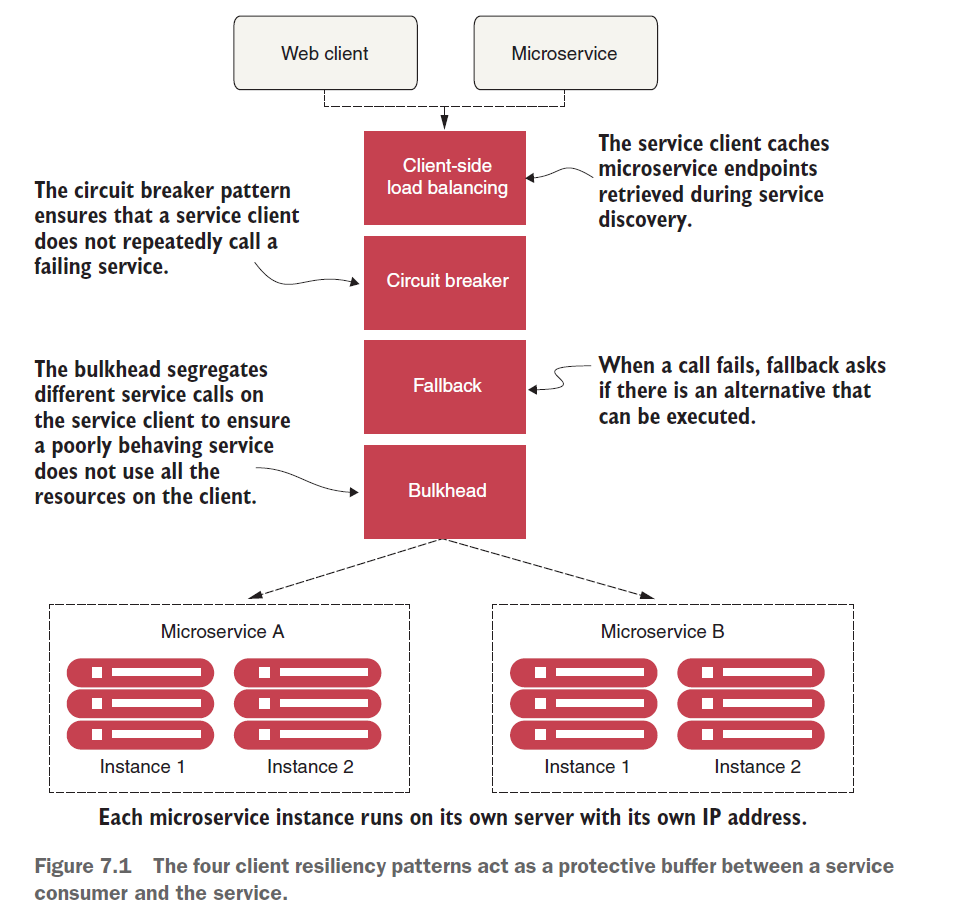 Web client
Microservice
Client-side
load balancing
The service client caches
microservice endpoints
retrieved during service
discovery.
The circuit breaker pattern
ensures that a service client
does not repeatedly call a
failing service.
Circuit breaker
The bulkhead segregates
different service calls on
the service client to ensure
a poorly behaving service
does not use all the
resources on the client.
Fallback
When a call fails, fallback asks
if there is an alternative that
can be executed.
Bulkhead
Microservice A
Instance 1
Instance 2
Microservice B
Instance 1
Instance 2
Each microservice instance runs on its own server with its own IP address.
Figure 7.1 The four client resiliency patterns act as a protective buffer between a service
consumer and the service.